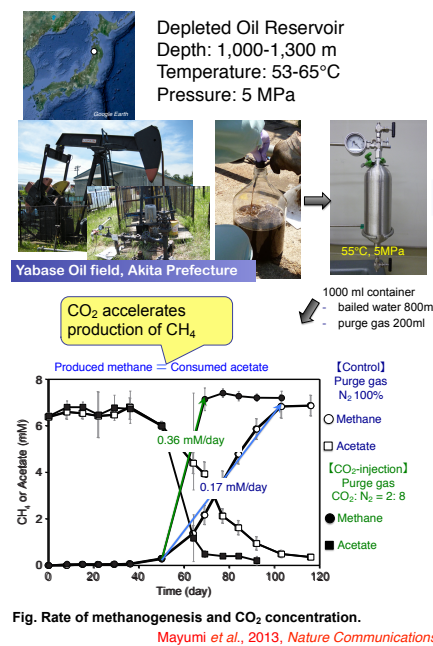 Depleted Oil Reservoir
Depth: 1,000-1,300 m
Temperature: 53-65°C
Pressure: 5 MPa
Google Earth
55°C, 5MPa
Yabase Oil field, Akita Prefecture
1000 ml container
- bailed water 800m
- purge gas 200ml
CO₂ accelerates
production of CH₄
Produced methane = Consumed acetate
【Control】
Purge gas
N₂ 100%
Methane
Acetate
【CO₂-injection】
Purge gas
CO₂: N₂ = 2: 8
Methane
Acetate
CH₄ or Acetate (mM)
8
6
4
2
0
0.36 mM/day
0.17 mM/day
0 20 40 60 80 100 120
Time (day)
Fig. Rate of methanogenesis and CO₂ concentration.
Mayumi et al., 2013, Nature Communications